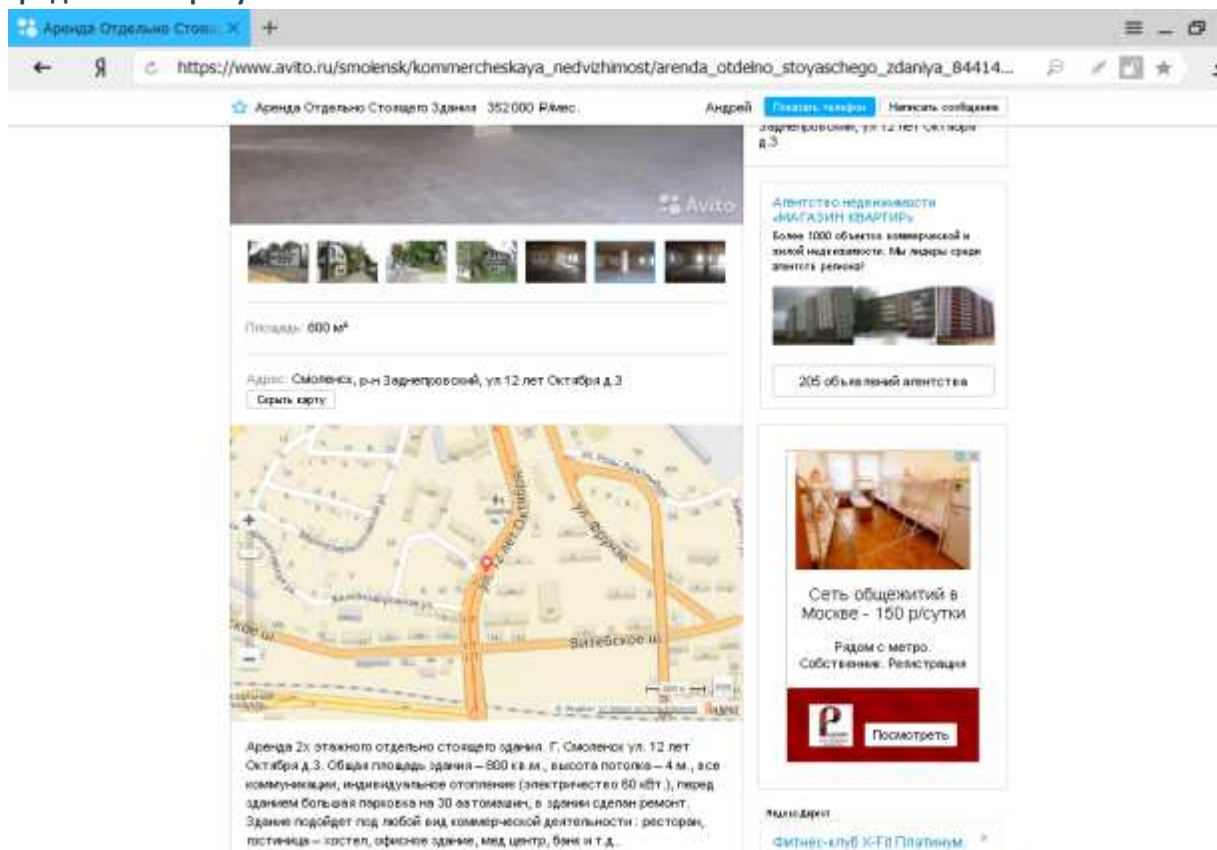 Аренда Отдельно Стоящ
https://www.avito.ru/smolensk/kommercheskaya_nedvizhimost/arenda_otdelno_stoyaschego_zdaniya_84414...
Аренда Отдельно Стоящего Здания 352 000 ₽/мес.
Андрей
Показать телефон
Написать сообщение
Заднепровский, ул 12 лет Октября
д.3
Avito
Площадь: 600 м²
Адрес: Смоленск, р-н Заднепровский, ул 12 лет Октября д.3
Скрыть карту
ул. 12 лет Октября
ул. Фрунзе
Витебское ш
Яндекс
Аренда 2х этажного отдельно стоящего здания. Г. Смоленск ул. 12 лет
Октября д.3. Общая площадь здания – 800 кв.м., высота потолка – 4 м., все
коммуникации, индивидуальное отопление (электричество 60 кВт.), перед
зданием большая парковка на 30 автомашин, в здании сделан ремонт.
Здание подойдет под любой вид коммерческой деятельности : ресторан,
гостиница – хостел, офисное здание, мед центр, банк и т.д..
Агентство недвижимости
«МАГАЗИН КВАРТИР»
Более 1000 объектов коммерческой и
жилой недвижимости. Мы лидеры среди
агентств региона!
205 объявлений агентства
Сеть общежитий в
Москве - 150 р/сутки
Рядом с метро.
Собственник. Регистрация
Посмотреть
Яндекс.Директ
Фитнес-клуб X-Fit Платинум.